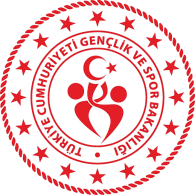 TÜRKİYE CUMHURİYETİ GENÇLİK VE SPOR BAKANLIĞI